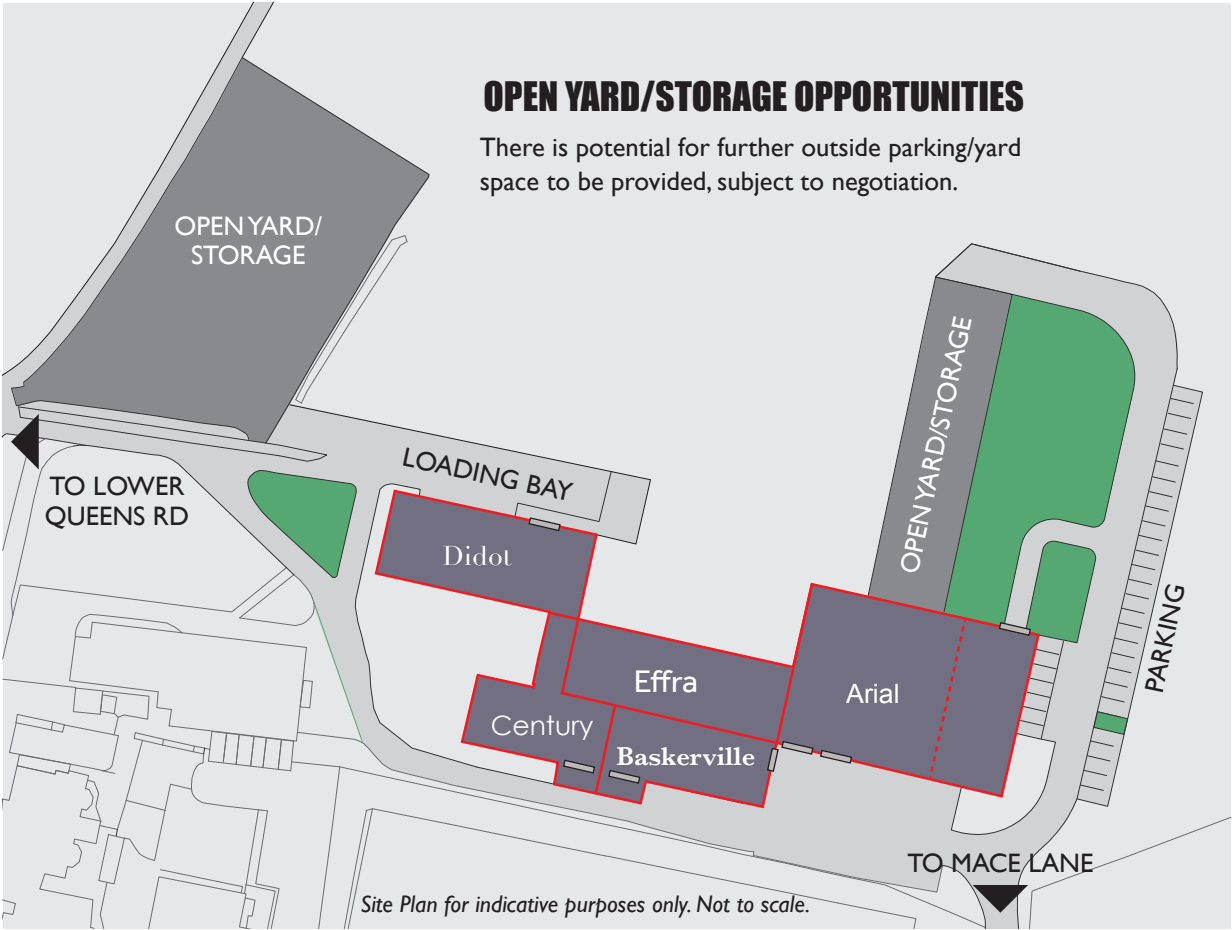 OPEN YARD/STORAGE OPPORTUNITIES
There is potential for further outside parking/yard
space to be provided, subject to negotiation.
OPEN YARD/
STORAGE
OPEN YARD/STORAGE
LOADING BAY
TO LOWER
QUEENS RD
Didot
PARKING
Effra
Arial
Century
Baskerville
TO MACE LANE
Site Plan for indicative purposes only. Not to scale.